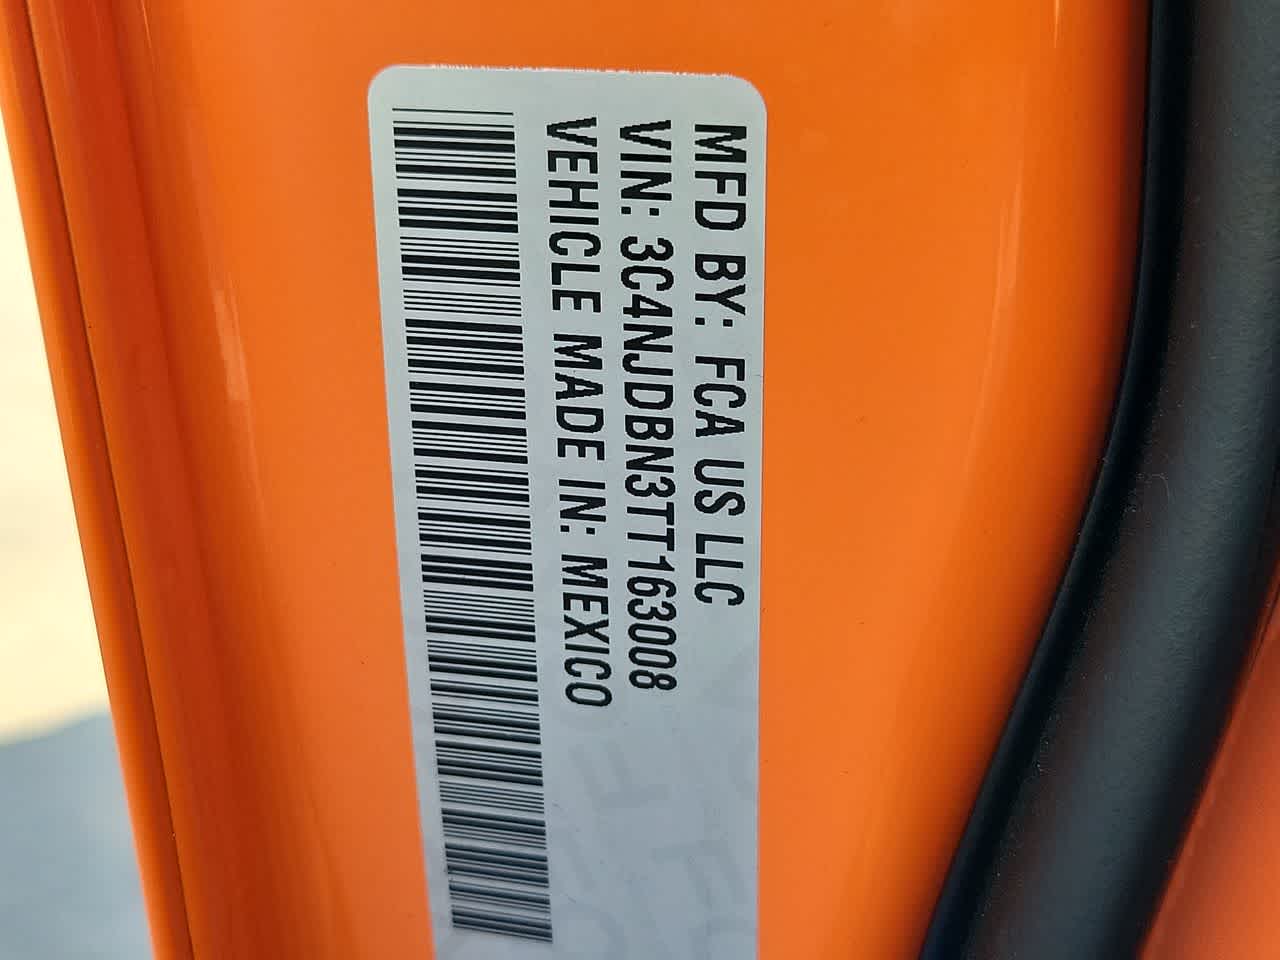 MFD BY: FCA US LLC
VIN: 3C4NJDBN3TT163008
VEHICLE MADE IN: MEXICO